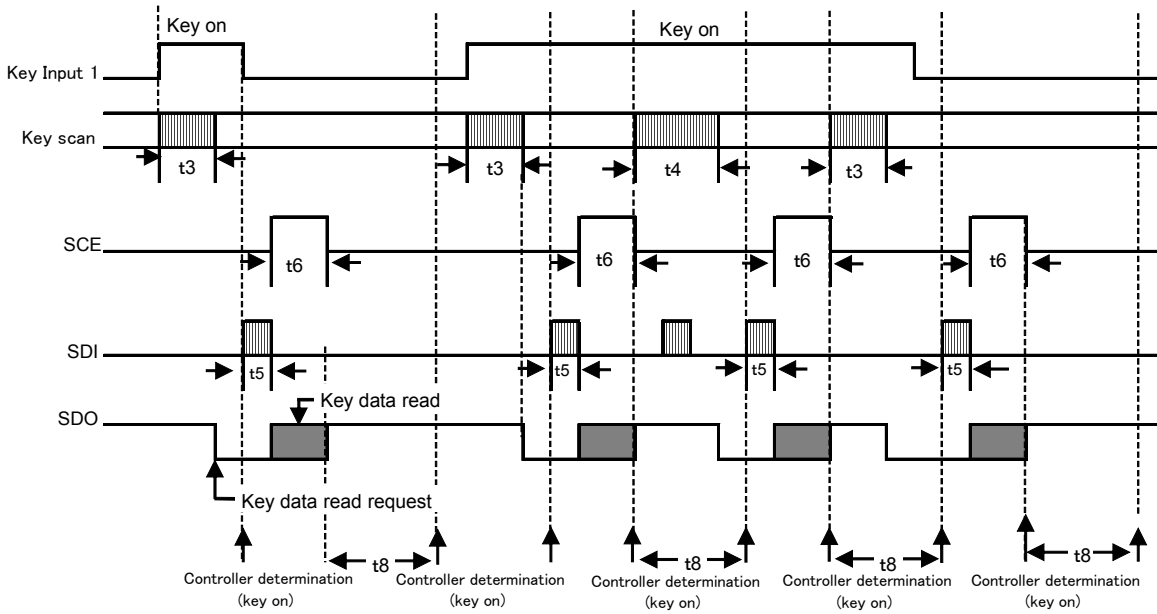 Key on
Key on
Key Input 1
Key scan
t3
t3
t4
t3
SCE
t6
t6
t6
t6
SDI
t5
t5
t5
t5
SDO
Key data read
Key data read request
t8
t8
t8
t8
Controller determination
(key on)
Controller determination
(key on)
Controller determination
(key on)
Controller determination
(key on)
Controller determination
(key on)